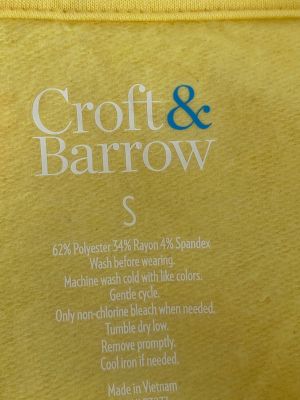 Croft &
Barrow
S
62% Polyester 34% Rayon 4% Spandex
Wash before wearing.
Machine wash cold with like colors.
Gentle cycle.
Only non-chlorine bleach when needed.
Tumble dry low.
Remove promptly.
Cool iron if needed.
Made in Vietnam